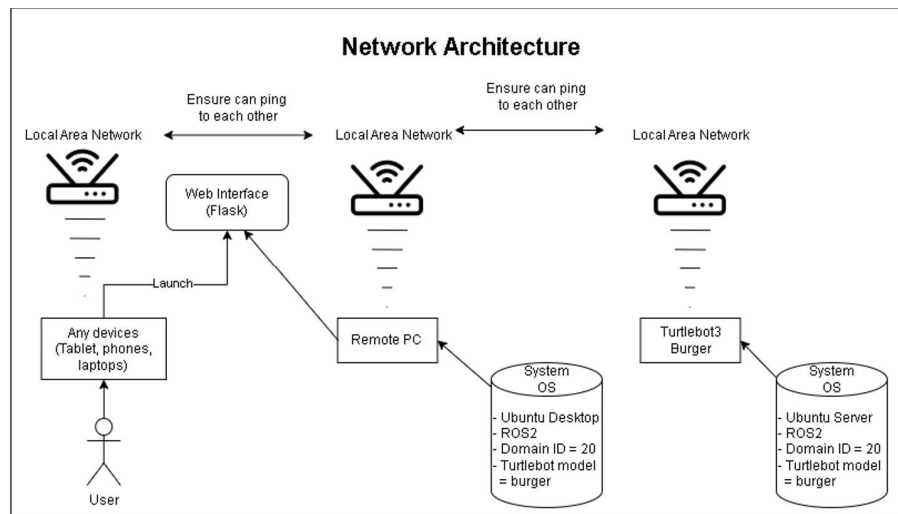 Network Architecture
Ensure can ping
to each other
Ensure can ping
to each other
Local Area Network
Local Area Network
Local Area Network
Web Interface
(Flask)
Launch
Any devices
(Tablet, phones,
laptops)
Remote PC
Turtlebot3
Burger
System
OS
- Ubuntu Desktop
- ROS2
- Domain ID = 20
- Turtlebot model
= burger
System
OS
- Ubuntu Server
- ROS2
- Domain ID = 20
- Turtlebot model
= burger
User